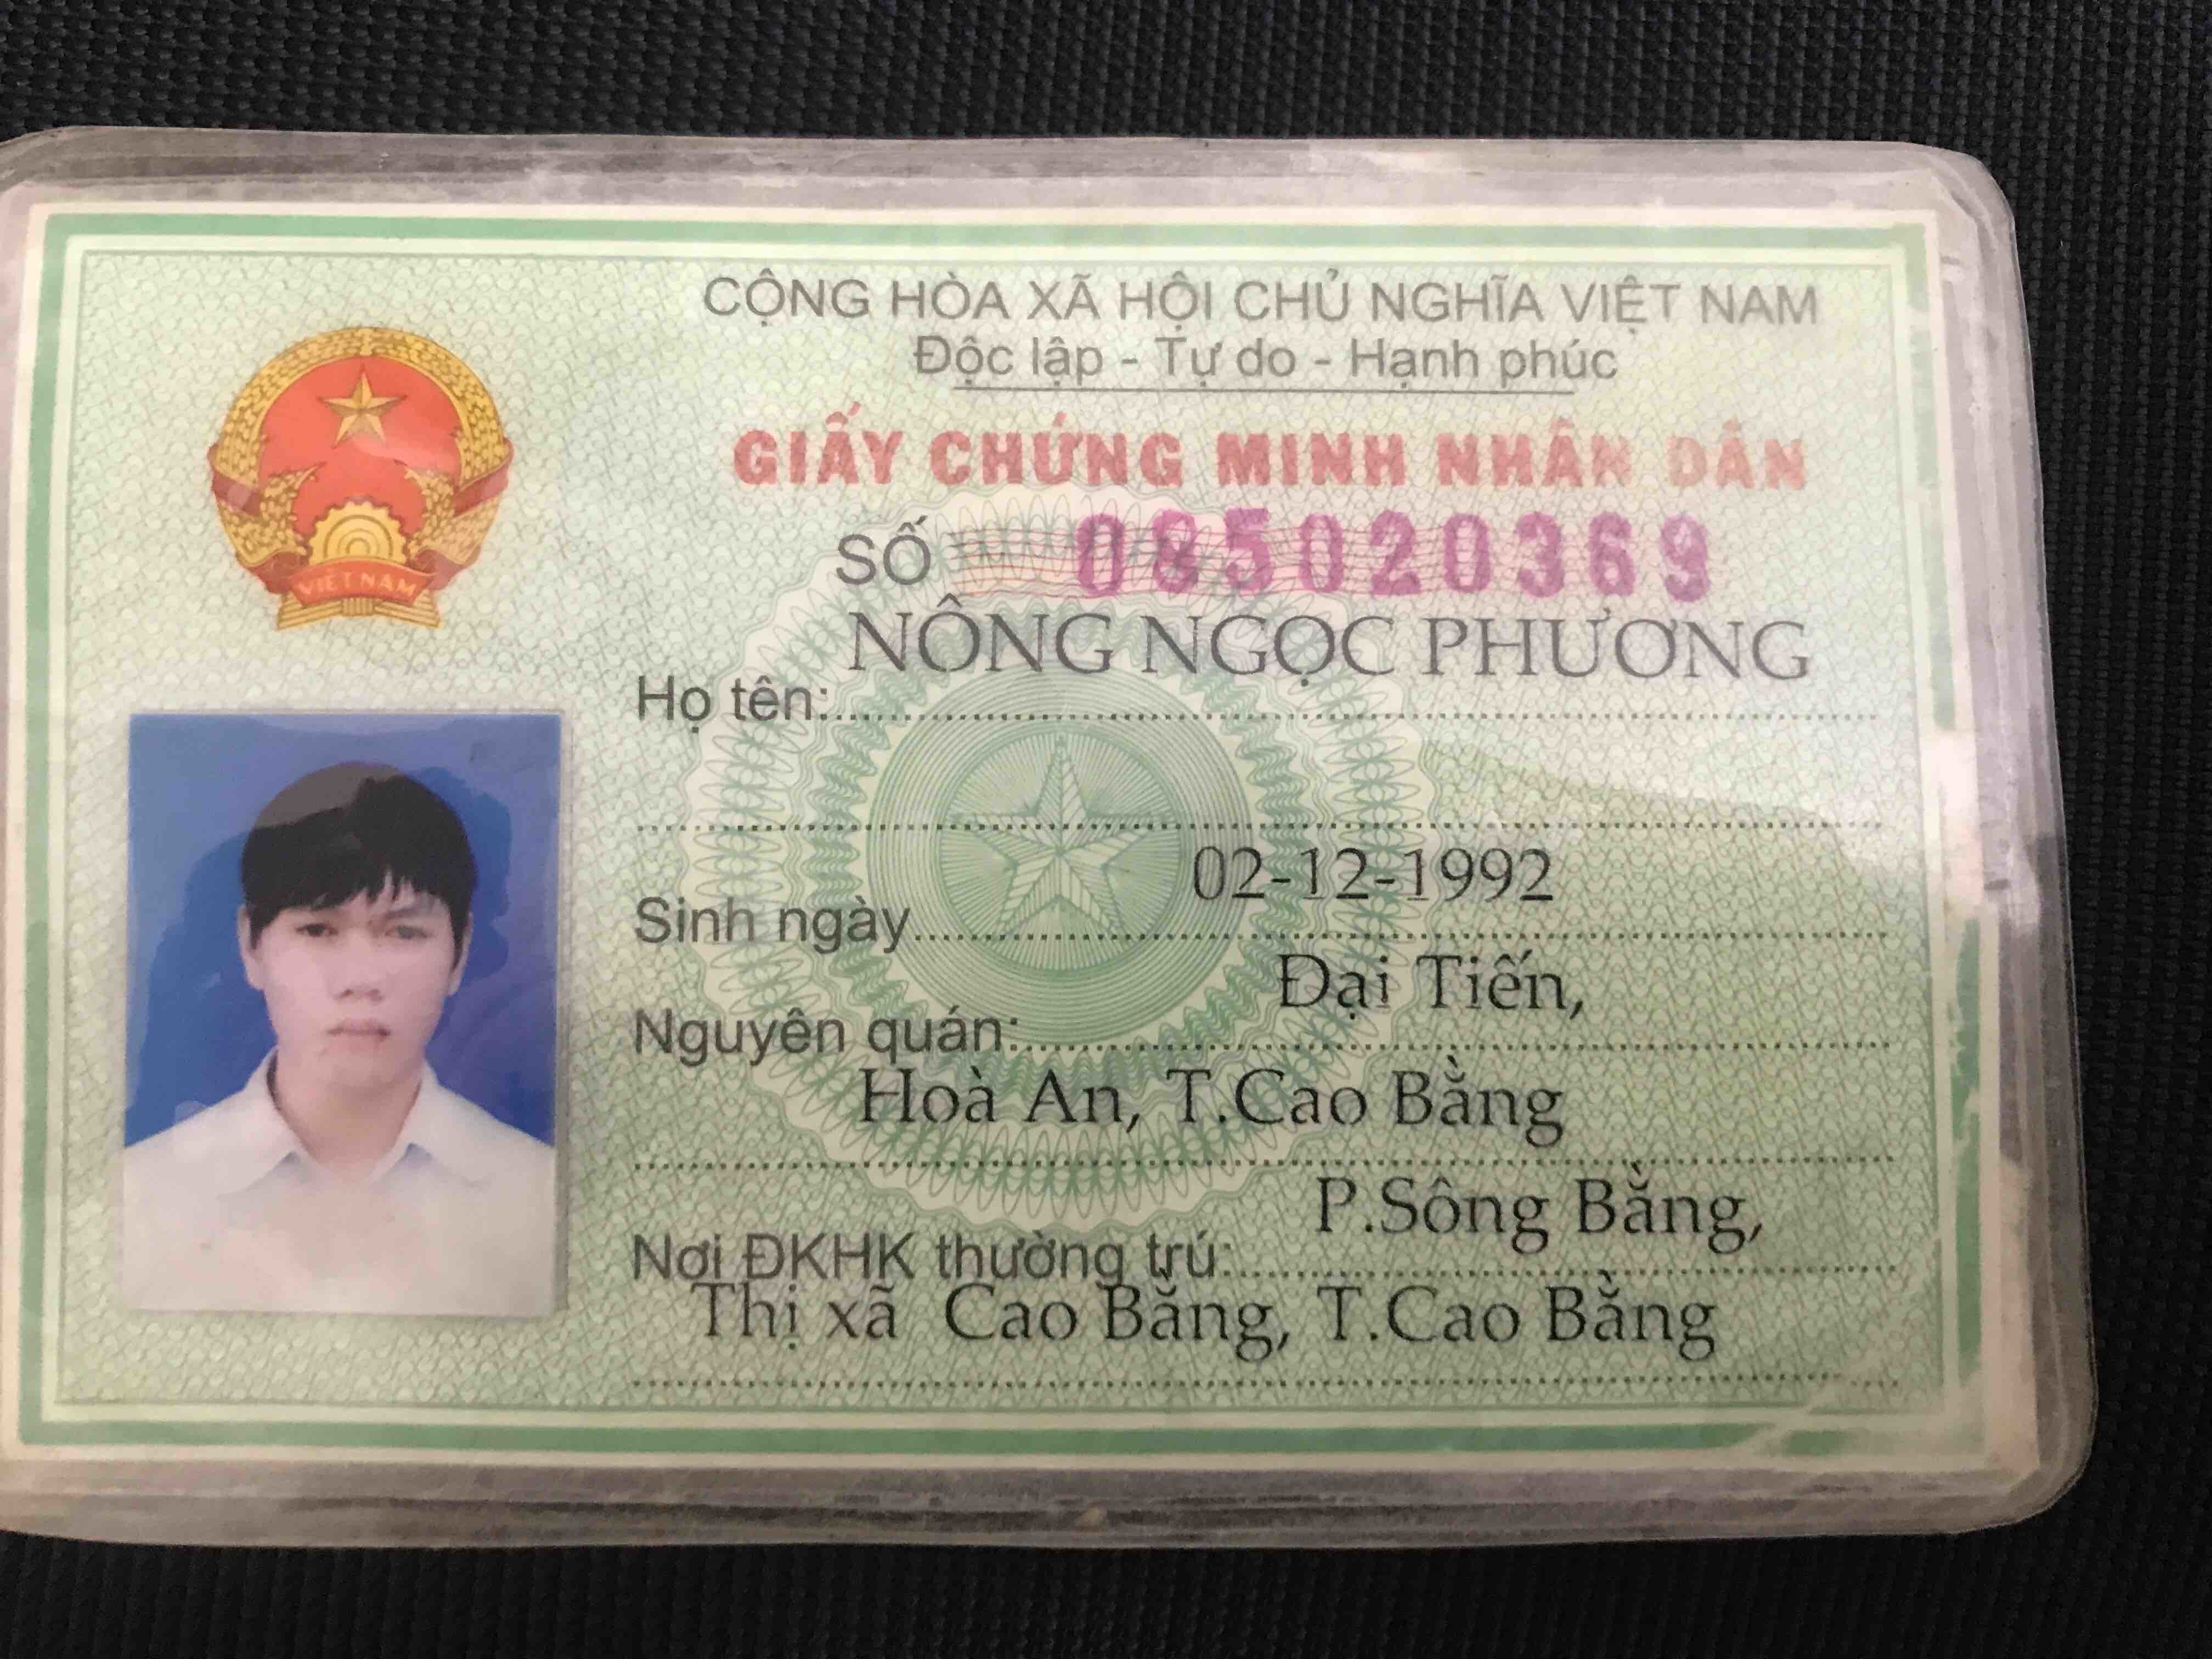 CỘNG HÒA XÃ HỘI CHỦ NGHĨA VIỆT NAM
Độc lập - Tự do - Hạnh phúc
GIẤY CHỨNG MINH NHÂN DÂN
SỐ 085020369
Họ tên: NÔNG NGỌC PHƯƠNG
Sinh ngày 02-12-1992
Nguyên quán: Đại Tiến,
Hoà An, T.Cao Bằng
Nơi ĐKHK thường trú: P.Sông Bằng,
Thị xã Cao Bằng, T.Cao Bằng
VIỆT NAM